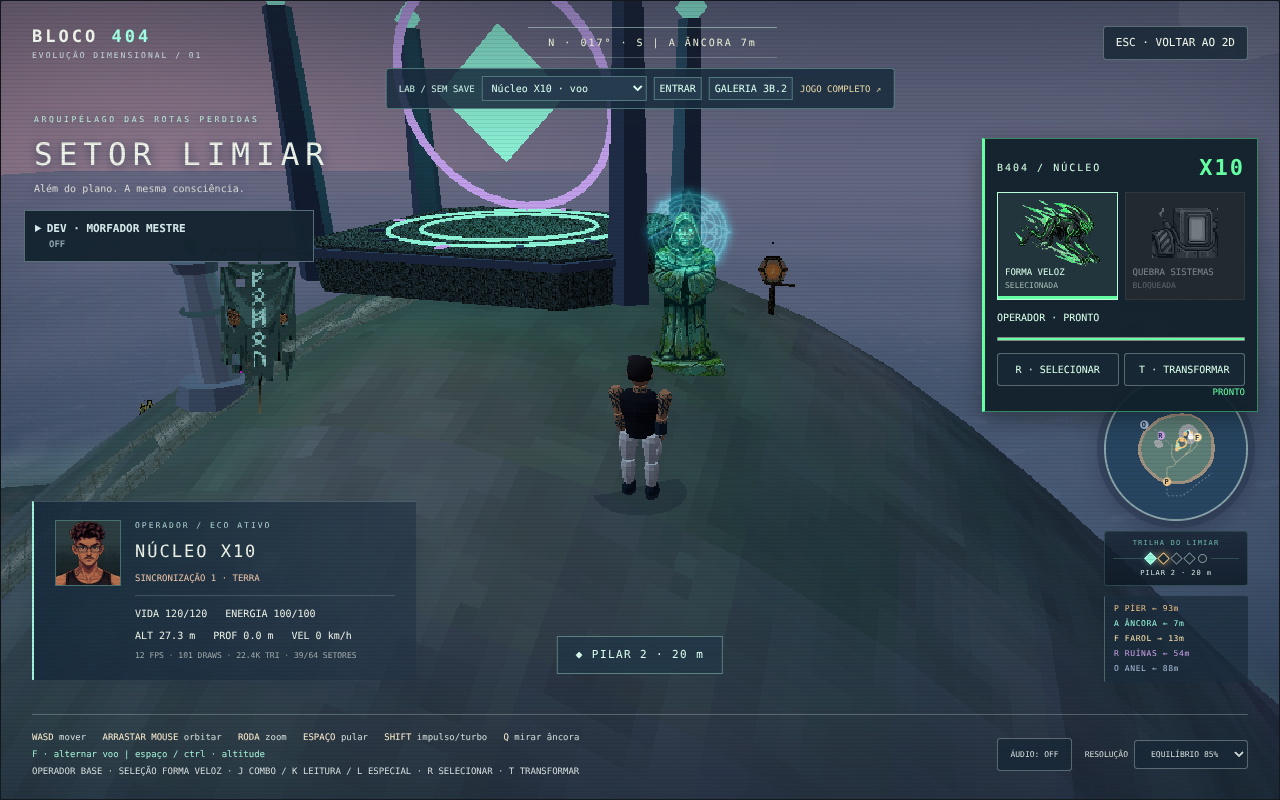 BLOCO 404
EVOLUÇÃO DIMENSIONAL / 01
N · 017° · S | A ÂNCORA 7m
ESC · VOLTAR AO 2D
LAB / SEM SAVE
Núcleo X10 · voo
ENTRAR
GALERIA 3B.2
JOGO COMPLETO ↗
ARQUIPÉLAGO DAS ROTAS PERDIDAS
SETOR LIMIAR
Além do plano. A mesma consciência.
▶ DEV · MORFADOR MESTRE
OFF
B404 / NÚCLEO
X10
FORMA VELOZ
SELECIONADA
QUEBRA SISTEMAS
BLOQUEADA
OPERADOR · PRONTO
R · SELECIONAR
T · TRANSFORMAR
PRONTO
O
R
F
P
TRILHA DO LIMIAR
PILAR 2 · 20 m
P PÍER ← 93m
A ÂNCORA ← 7m
F FAROL → 13m
R RUÍNAS ← 54m
O ANEL ← 88m
OPERADOR / ECO ATIVO
NÚCLEO X10
SINCRONIZAÇÃO 1 · TERRA
VIDA 120/120 ENERGIA 100/100
ALT 27.3 m PROF 0.0 m VEL 0 km/h
12 FPS · 101 DRAWS · 22.4K TRI · 39/64 SETORES
◆ PILAR 2 · 20 m
WASD mover ARRASTAR MOUSE orbitar RODA zoom ESPAÇO pular SHIFT impulso/turbo Q mirar âncora
F · alternar voo | espaço / ctrl · altitude
OPERADOR BASE · SELEÇÃO FORMA VELOZ · J COMBO / K LEITURA / L ESPECIAL · R SELECIONAR · T TRANSFORMAR
ÁUDIO: OFF
RESOLUÇÃO
EQUILÍBRIO 85%